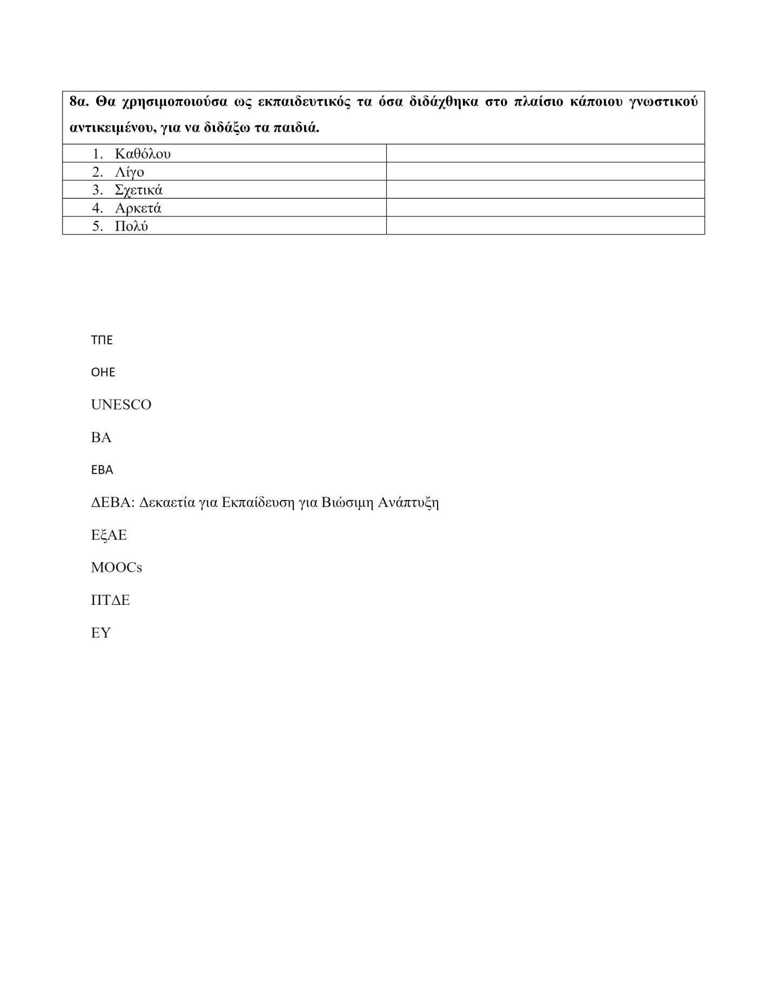 8α. Θα χρησιμοποιούσα ως εκπαιδευτικός τα όσα διδάχθηκα στο πλαίσιο κάποιου γνωστικού
αντικειμένου, για να διδάξω τα παιδιά.
1. Καθόλου
2. Λίγο
3. Σχετικά
4. Αρκετά
5. Πολύ
ΤΠΕ
ΟΗΕ
UNESCO
ΒΑ
ΕΒΑ
ΔΕΒΑ: Δεκαετία για Εκπαίδευση για Βιώσιμη Ανάπτυξη
ΕξΑΕ
MOOCs
ΠΤΔΕ
ΕΥ